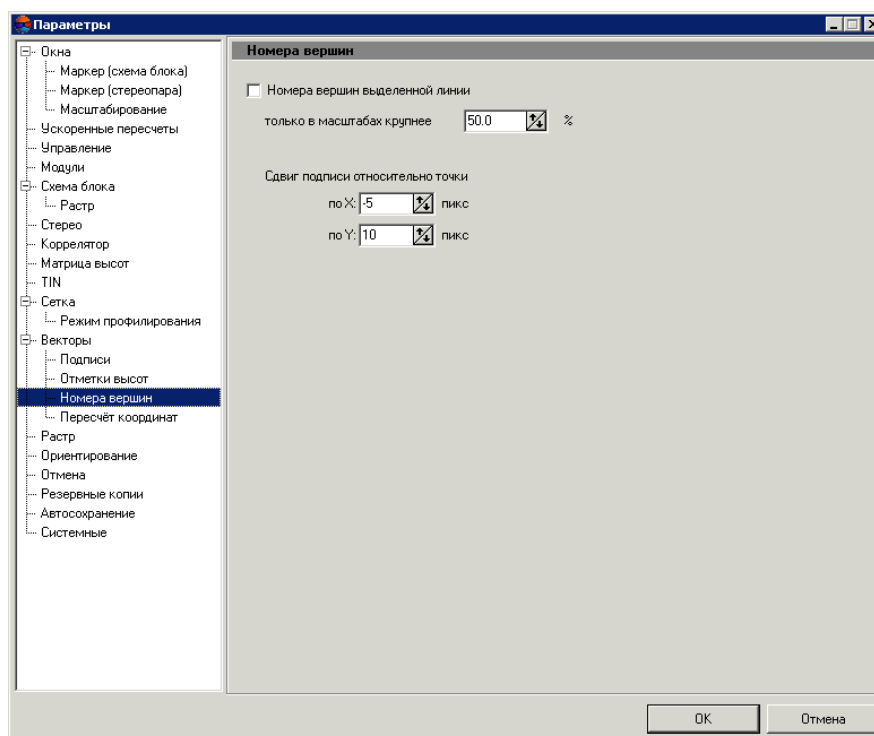 Параметры
Окна
Маркер (схема блока)
Маркер (стереопара)
Масштабирование
Ускоренные пересчеты
Управление
Модули
Схема блока
Растр
Стерео
Коррелятор
Матрица высот
TIN
Сетка
Режим профилирования
Векторы
Подписи
Отметки высот
Номера вершин
Пересчёт координат
Растр
Ориентирование
Отмена
Резервные копии
Автосохранение
Системные
Номера вершин
Номера вершин выделенной линии
только в масштабах крупнее 50.0 %
Сдвиг подписи относительно точки
по X: -5 пикс
по Y: 10 пикс
OK Отмена